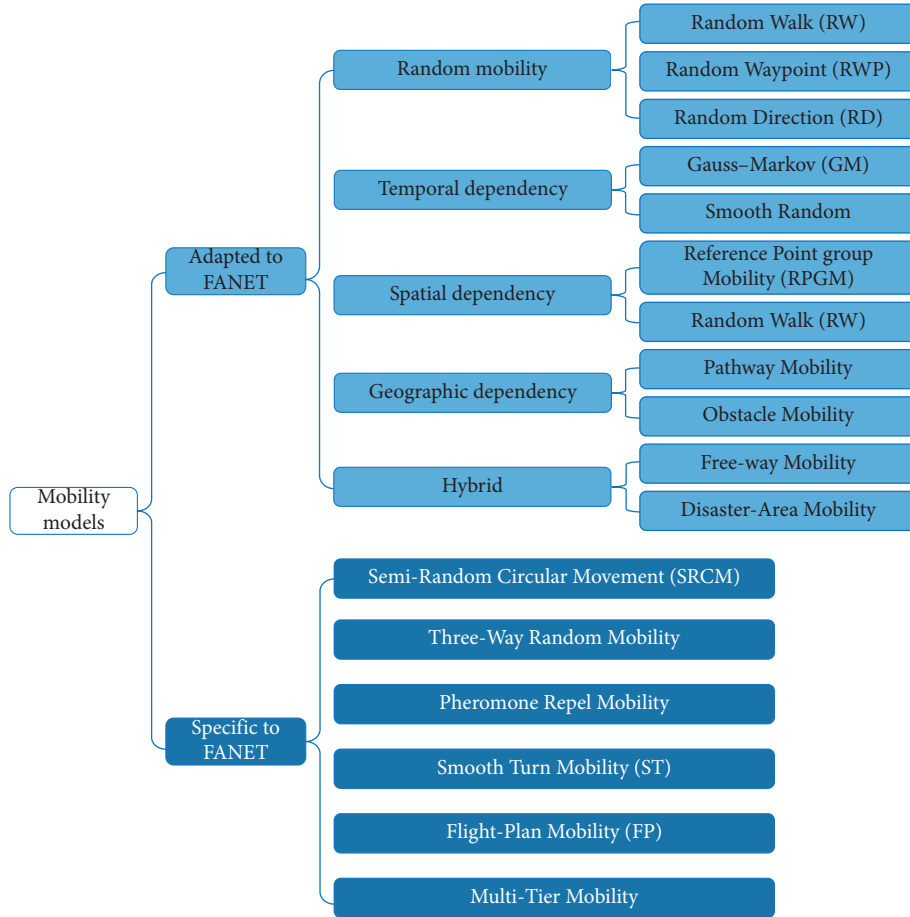 Mobility
models
Adapted to
FANET
Random mobility
Random Walk (RW)
Random Waypoint (RWP)
Random Direction (RD)
Temporal dependency
Gauss–Markov (GM)
Smooth Random
Spatial dependency
Reference Point group
Mobility (RPGM)
Random Walk (RW)
Geographic dependency
Pathway Mobility
Obstacle Mobility
Hybrid
Free-way Mobility
Disaster-Area Mobility
Specific to
FANET
Semi-Random Circular Movement (SRCM)
Three-Way Random Mobility
Pheromone Repel Mobility
Smooth Turn Mobility (ST)
Flight-Plan Mobility (FP)
Multi-Tier Mobility